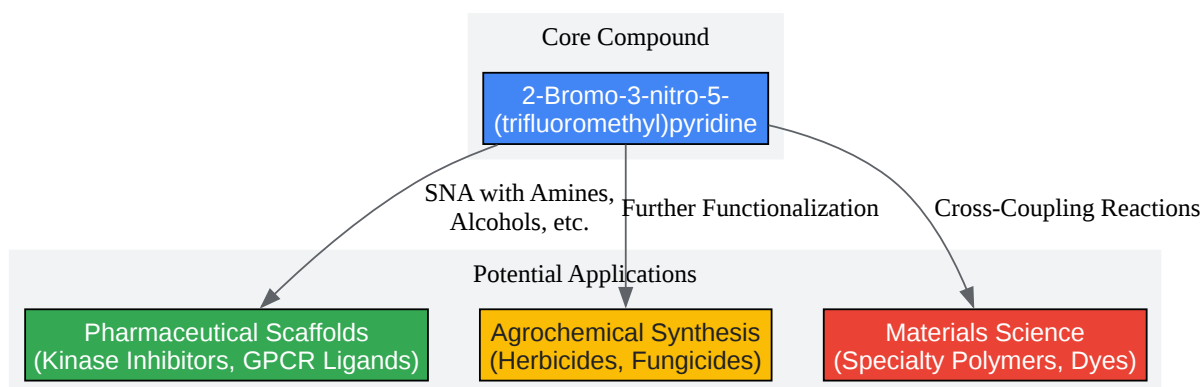 Core Compound
2-Bromo-3-nitro-5-
(trifluoromethyl)pyridine
SNA with Amines,
Alcohols, etc.
Further Functionalization
Cross-Coupling Reactions
Potential Applications
Pharmaceutical Scaffolds
(Kinase Inhibitors, GPCR Ligands)
Agrochemical Synthesis
(Herbicides, Fungicides)
Materials Science
(Specialty Polymers, Dyes)